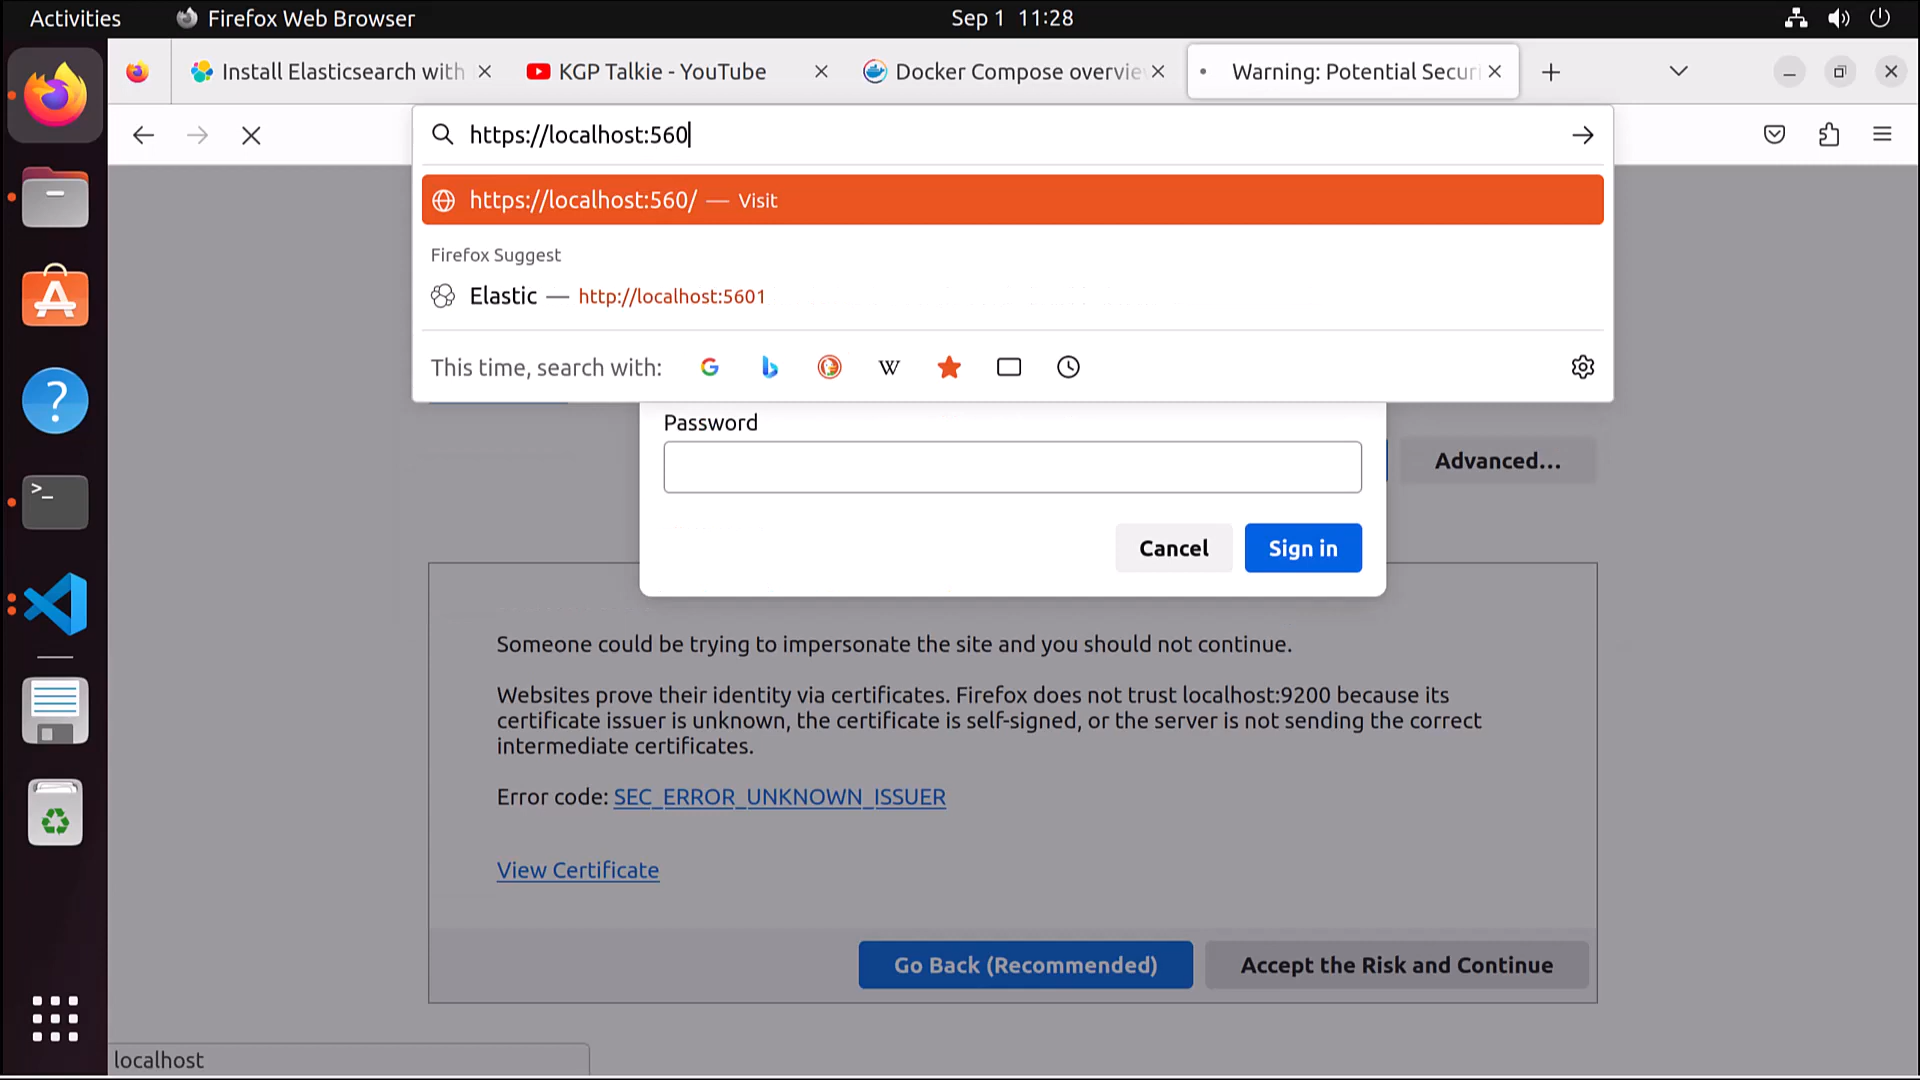 Activities
Firefox Web Browser
Sep 1 11:28
Install Elasticsearch with
KGP Talkie - YouTube
Docker Compose overvie
Warning: Potential Securi
https://localhost:560
https://localhost:560/ — Visit
Firefox Suggest
Elastic — http://localhost:5601
This time, search with:
Password
Advanced...
Cancel
Sign in
Someone could be trying to impersonate the site and you should not continue.
Websites prove their identity via certificates. Firefox does not trust localhost:9200 because its
certificate issuer is unknown, the certificate is self-signed, or the server is not sending the correct
intermediate certificates.
Error code: SEC_ERROR_UNKNOWN_ISSUER
View Certificate
Go Back (Recommended)
Accept the Risk and Continue
localhost